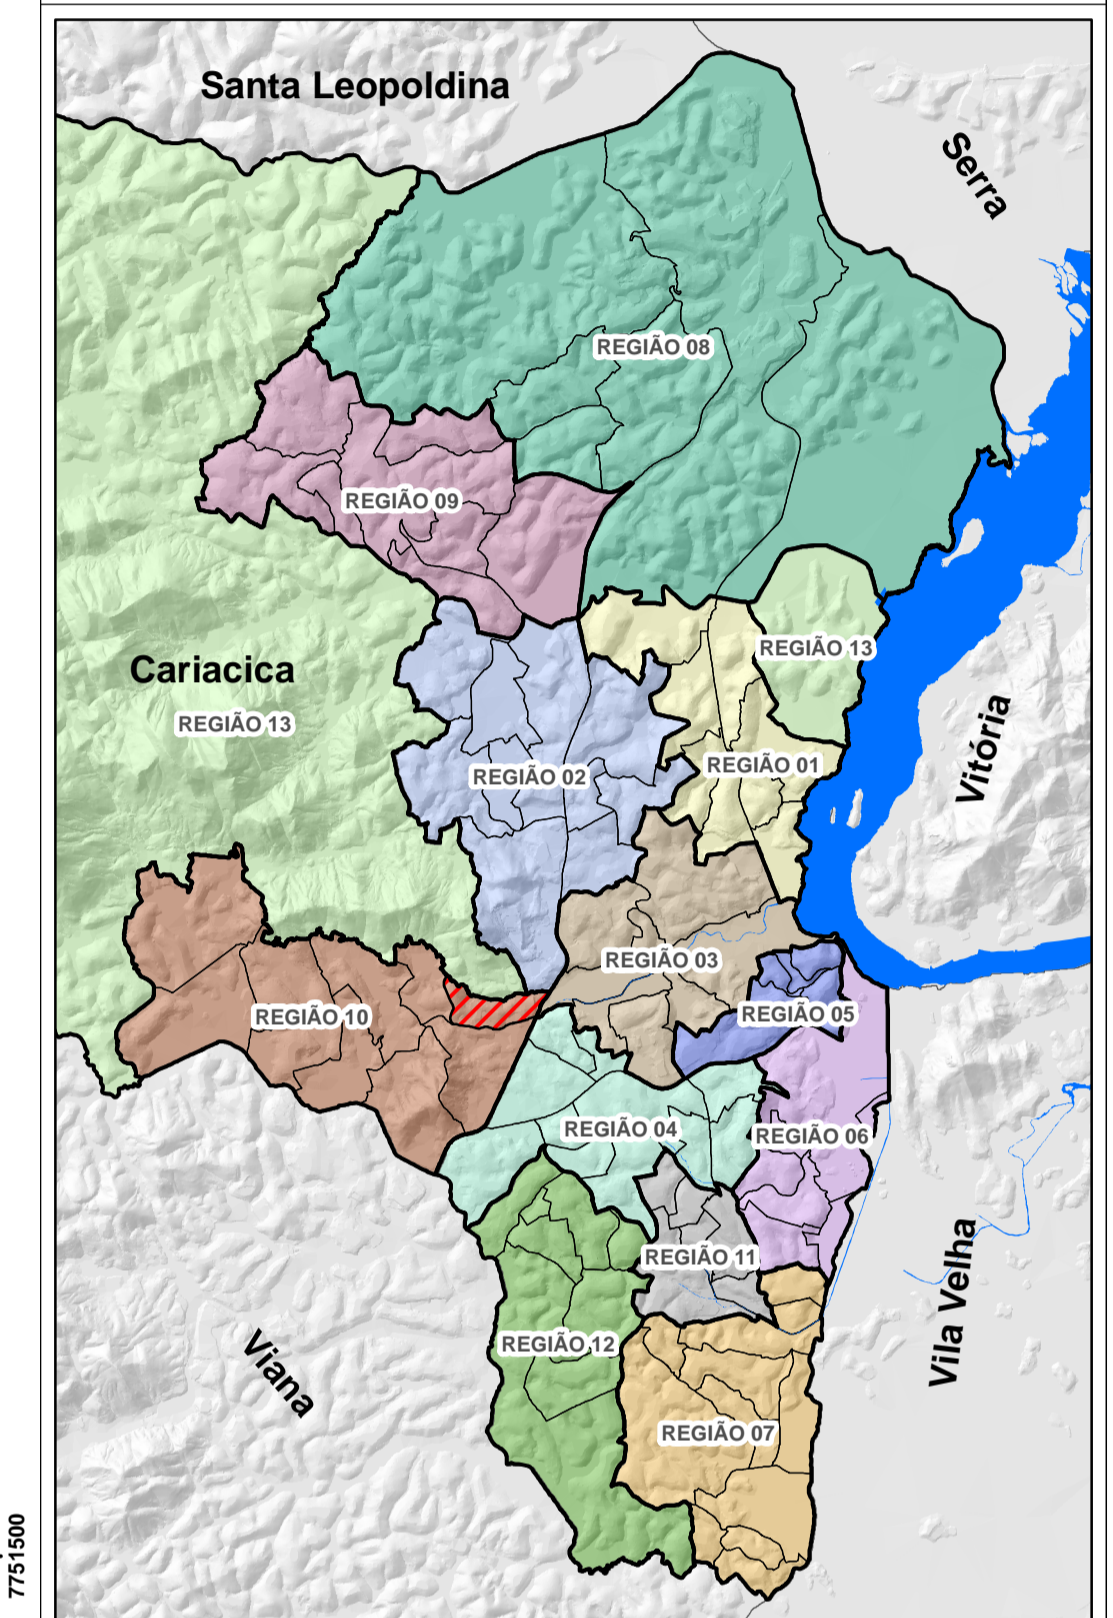 Santa Leopoldina
Serra
REGIÃO 08
REGIÃO 09
REGIÃO 13
Cariacica
REGIÃO 13
Vitória
REGIÃO 01
REGIÃO 02
REGIÃO 03
REGIÃO 05
REGIÃO 10
REGIÃO 04
REGIÃO 06
REGIÃO 11
Vila Velha
REGIÃO 12
Viana
REGIÃO 07
7751500